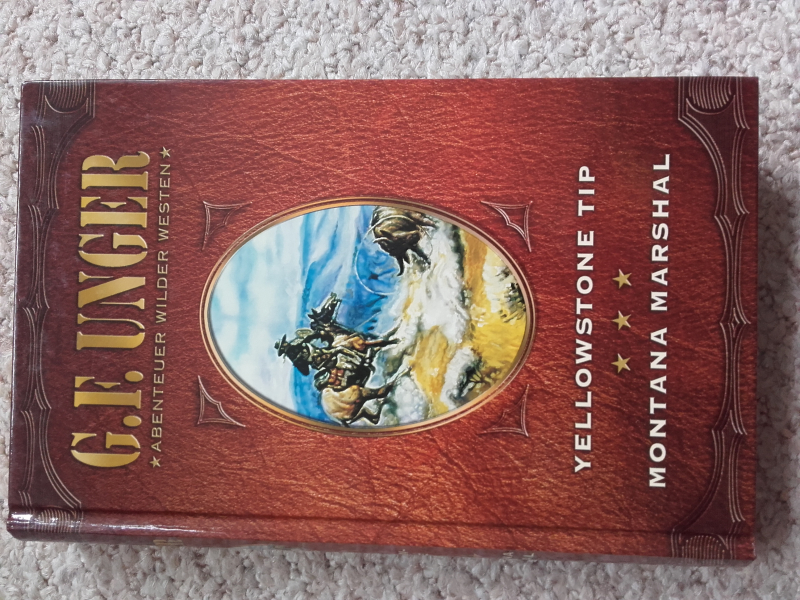 G.F. UNGER
★ABENTEUER WILDER WESTEN★
YELLOWSTONE TIP
★ ★ ★
MONTANA MARSHAL